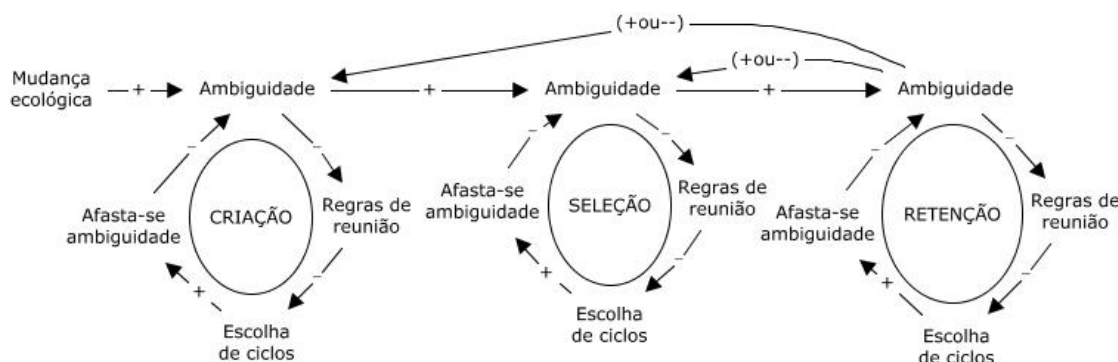 (+ou--)
(+ou--)
Mudança
ecológica
+
Ambiguidade
+
Ambiguidade
+
Ambiguidade
–
–
–
–
–
–
Afasta-se
ambiguidade
CRIAÇÃO
Regras de
reunião
Afasta-se
ambiguidade
SELEÇÃO
Regras de
reunião
Afasta-se
ambiguidade
RETENÇÃO
Regras de
reunião
+
–
+
–
+
–
Escolha
de ciclos
Escolha
de ciclos
Escolha
de ciclos